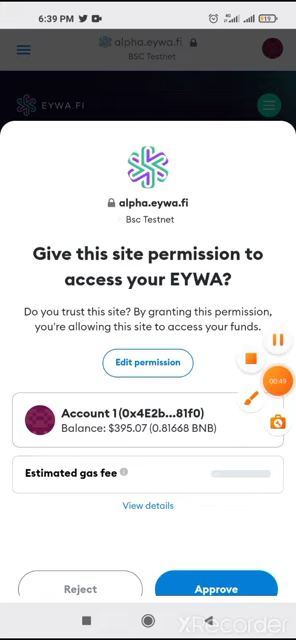 6:39 PM
19
alpha.eywa.fi
BSC Testnet
EYWA.FI
alpha.eywa.fi
Bsc Testnet
Give this site permission to
access your EYWA?
Do you trust this site? By granting this permission,
you're allowing this site to access your funds.
Edit permission
00:49
Account 1 (0x4E2b...81f0)
Balance: $395.07 (0.81668 BNB)
Estimated gas fee
View details
Reject
Approve
XRecorder